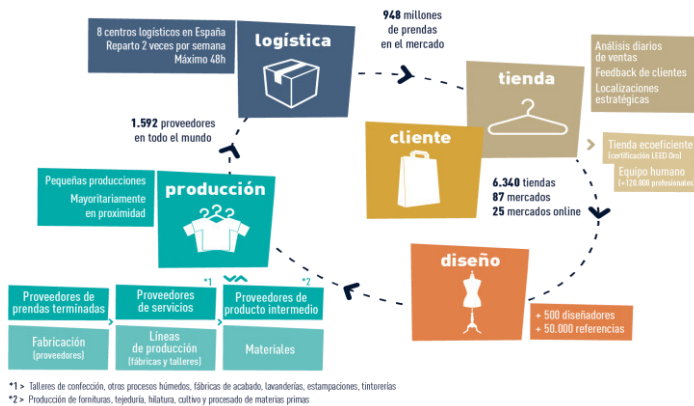 8 centros logísticos en España
Reparto 2 veces por semana
Máximo 48h
logística
948 millones
de prendas
en el mercado
tienda
Análisis diarios
de ventas
Feedback de clientes
Localizaciones
estratégicas
Tienda ecoeficiente
(certificación LEED Oro)
Equipo humano
(+120.000 profesionales)
cliente
6.340 tiendas
87 mercados
25 mercados online
1.592 proveedores
en todo el mundo
Pequeñas producciones
Mayoritariamente
en proximidad
producción
diseño
+ 500 diseñadores
+ 50.000 referencias
*1
*2
Proveedores de
prendas terminadas
Proveedores
de servicios
Proveedores de
producto intermedio
Fabricación
(proveedores)
Líneas
de producción
(fábricas y talleres)
Materiales
*1 > Talleres de confección, otros procesos húmedos, fábricas de acabado, lavanderías, estampaciones, tintorerías
*2 > Producción de fornituras, tejeduría, hilatura, cultivo y procesado de materias primas